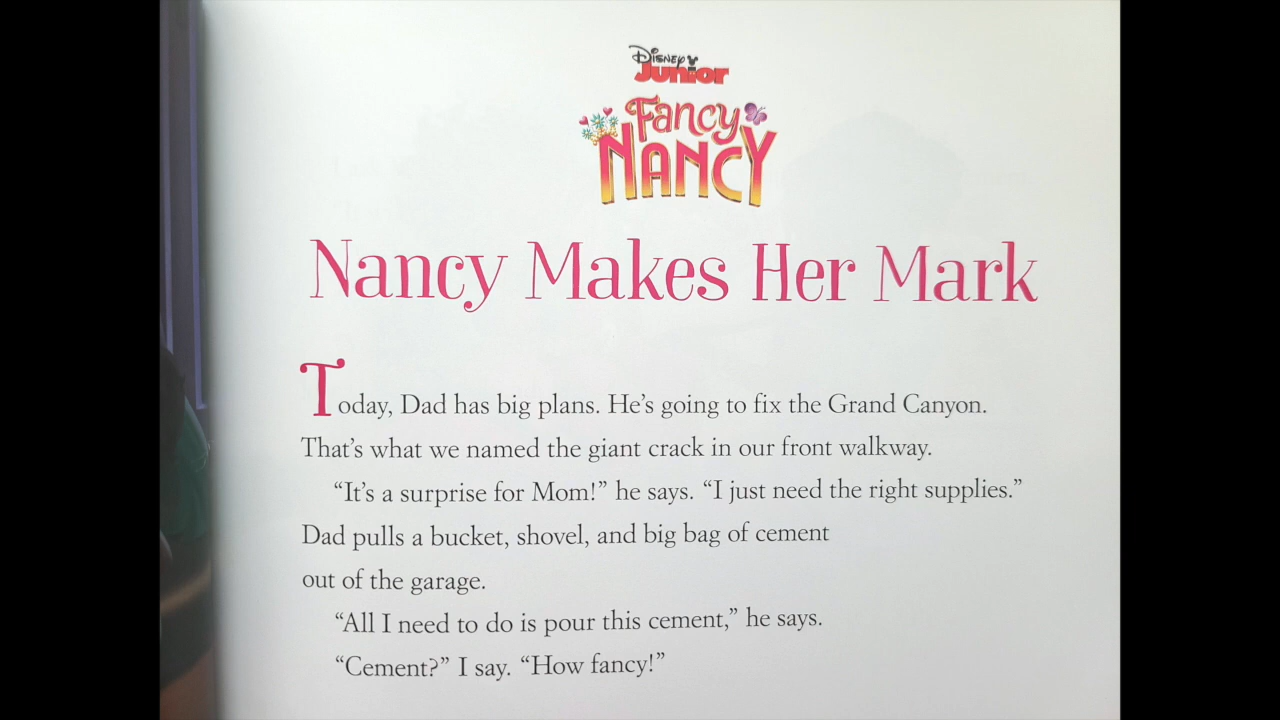 Disney
Junior
Fancy
NANCY
Nancy Makes Her Mark
Today, Dad has big plans. He’s going to fix the Grand Canyon.
That’s what we named the giant crack in our front walkway.
“It’s a surprise for Mom!” he says. “I just need the right supplies.”
Dad pulls a bucket, shovel, and big bag of cement
out of the garage.
“All I need to do is pour this cement,” he says.
“Cement?” I say. “How fancy!”